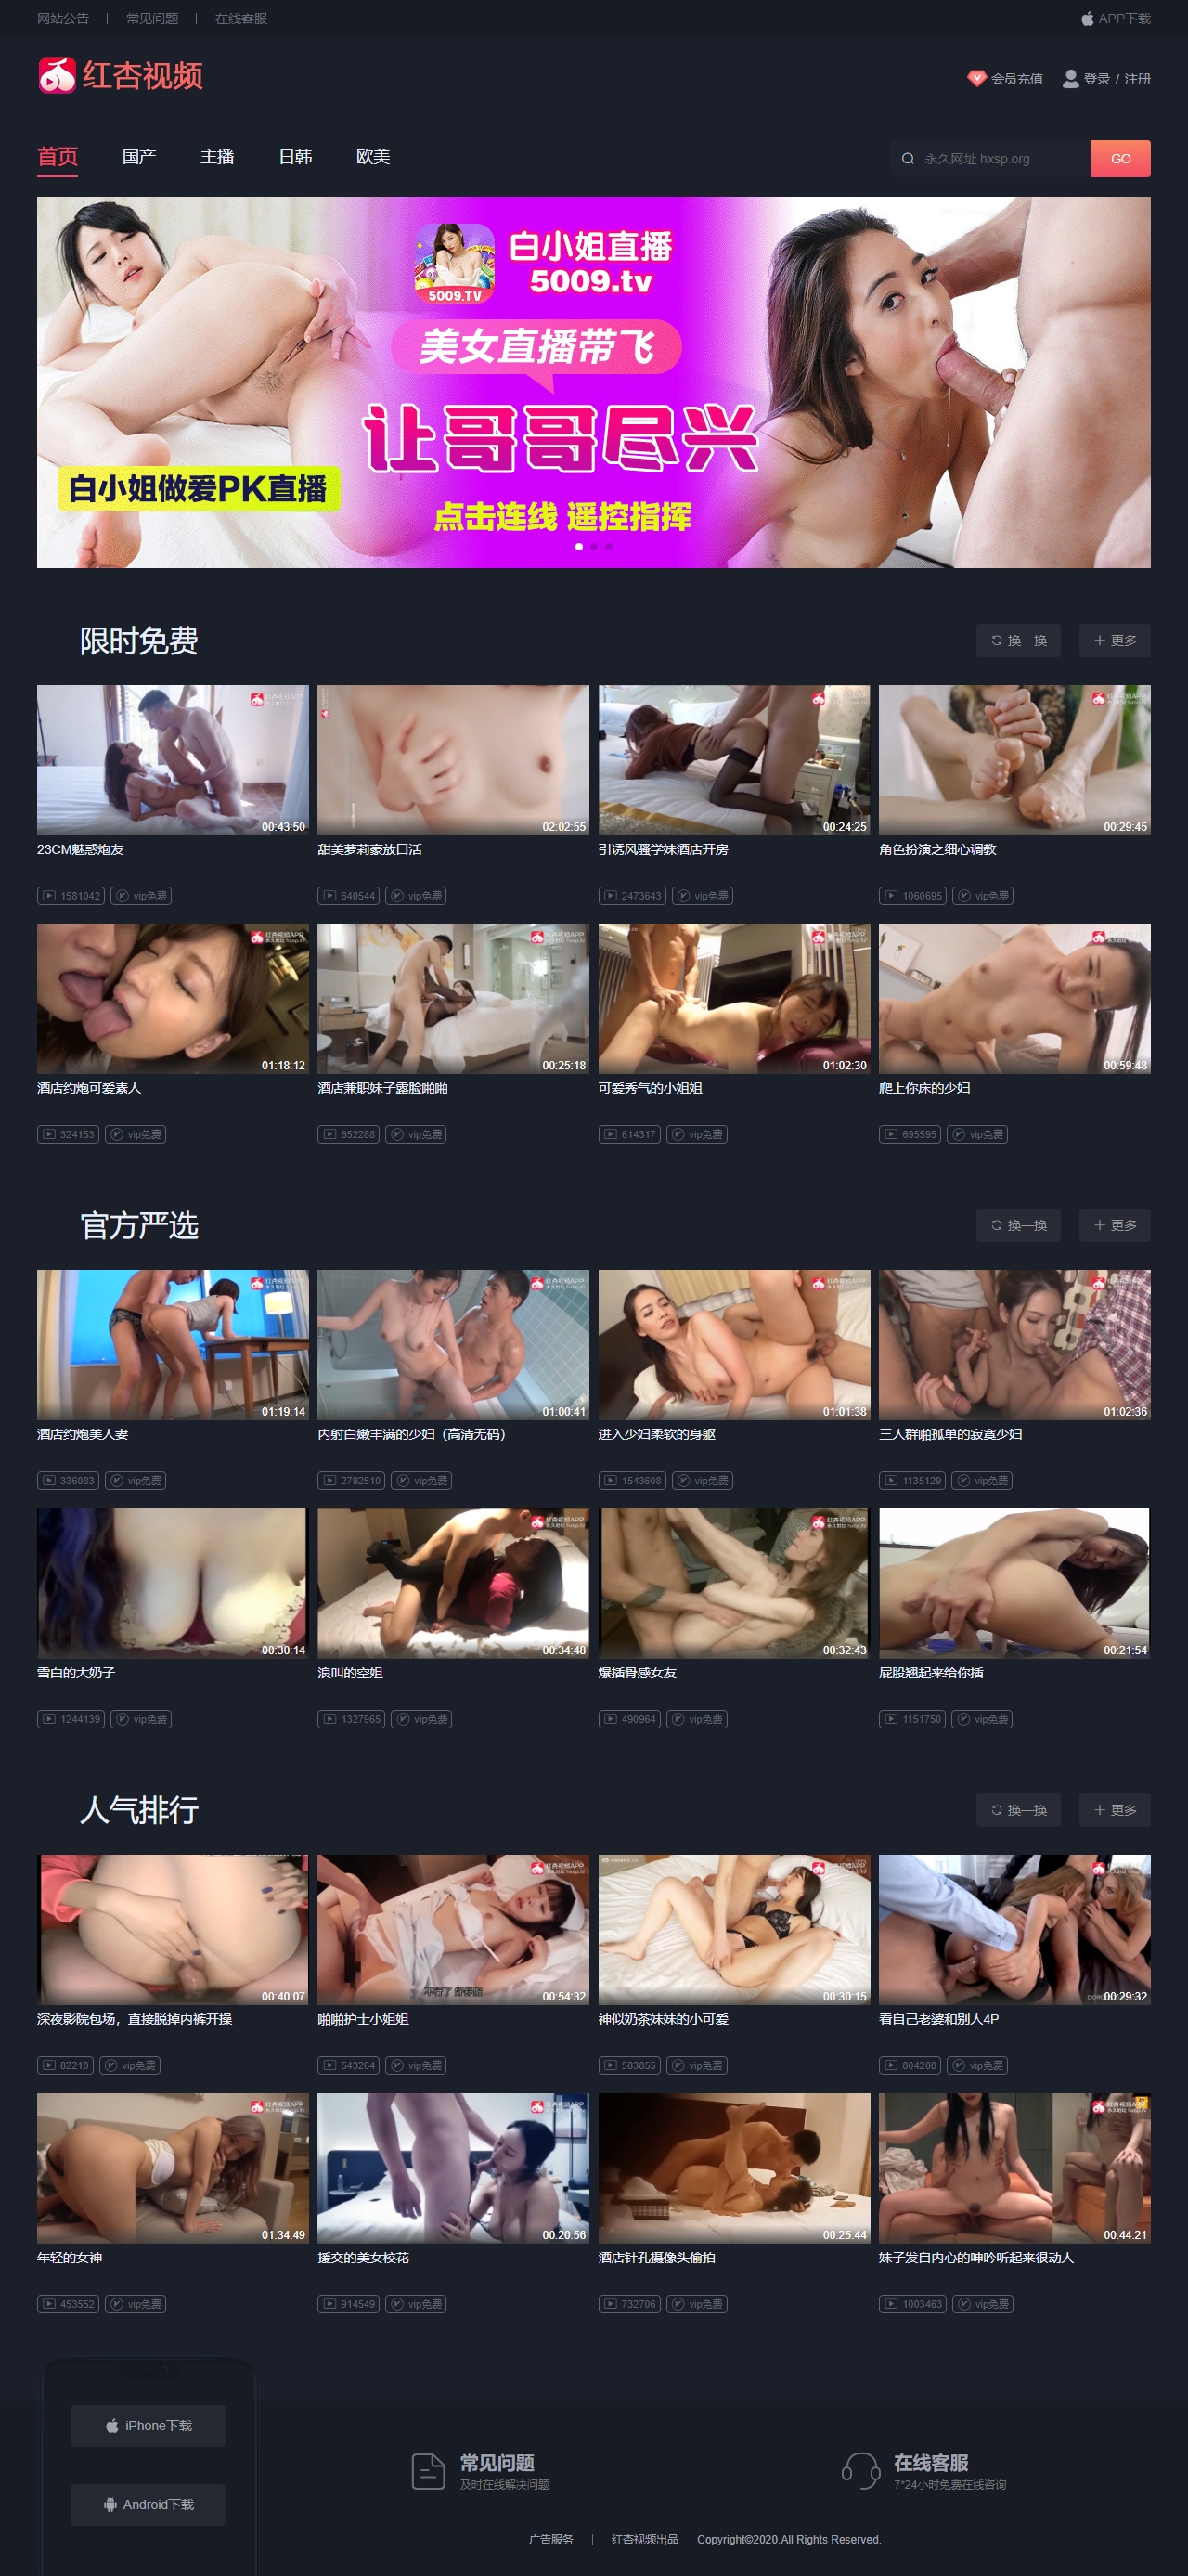 网站公告 | 常见问题 | 在线客服
APP下载
红杏视频
会员充值 登录 / 注册
首页 国产 主播 日韩 欧美
永久网址 hxsp.org GO
白小姐直播
5009.tv
5009.TV
美女直播带飞
让哥哥尽兴
白小姐做爱PK直播
点击连线 遥控指挥
限时免费
换一换 更多
00:43:50 02:02:55 00:24:25 00:29:45
23CM魅惑炮友 甜美萝莉豪放口活 引诱风骚学妹酒店开房 角色扮演之细心调教
1581042 vip免费 640544 vip免费 2473643 vip免费 1060695 vip免费
01:18:12 00:25:18 01:02:30 00:59:48
酒店约炮可爱素人 酒店兼职妹子露脸啪啪 可爱秀气的小姐姐 爬上你床的少妇
324153 vip免费 652288 vip免费 614317 vip免费 695595 vip免费
官方严选
换一换 更多
01:19:14 01:00:41 01:01:38 01:02:36
酒店约炮美人妻 内射白嫩丰满的少妇（高清无码） 进入少妇柔软的身躯 三人群啪孤单的寂寞少妇
336083 vip免费 2792510 vip免费 1543608 vip免费 1135129 vip免费
00:30:14 00:34:48 00:32:43 00:21:54
雪白的大奶子 浪叫的空姐 爆插骨感女友 屁股翘起来给你插
1244139 vip免费 1327965 vip免费 490964 vip免费 1151750 vip免费
人气排行
换一换 更多
00:40:07 00:54:32 00:30:15 00:29:32
深夜影院包场，直接脱掉内裤开操 啪啪护士小姐姐 神似奶茶妹妹的小可爱 看自己老婆和别人4P
82210 vip免费 543264 vip免费 583855 vip免费 804208 vip免费
01:34:49 00:20:56 00:25:44 00:44:21
年轻的女神 援交的美女校花 酒店针孔摄像头偷拍 妹子发自内心的呻吟听起来很动人
453552 vip免费 914549 vip免费 732706 vip免费 1003463 vip免费
iPhone下载
Android下载
常见问题
及时在线解决问题
在线客服
7*24小时免费在线咨询
广告服务 | 红杏视频出品 Copyright©2020.All Rights Reserved.